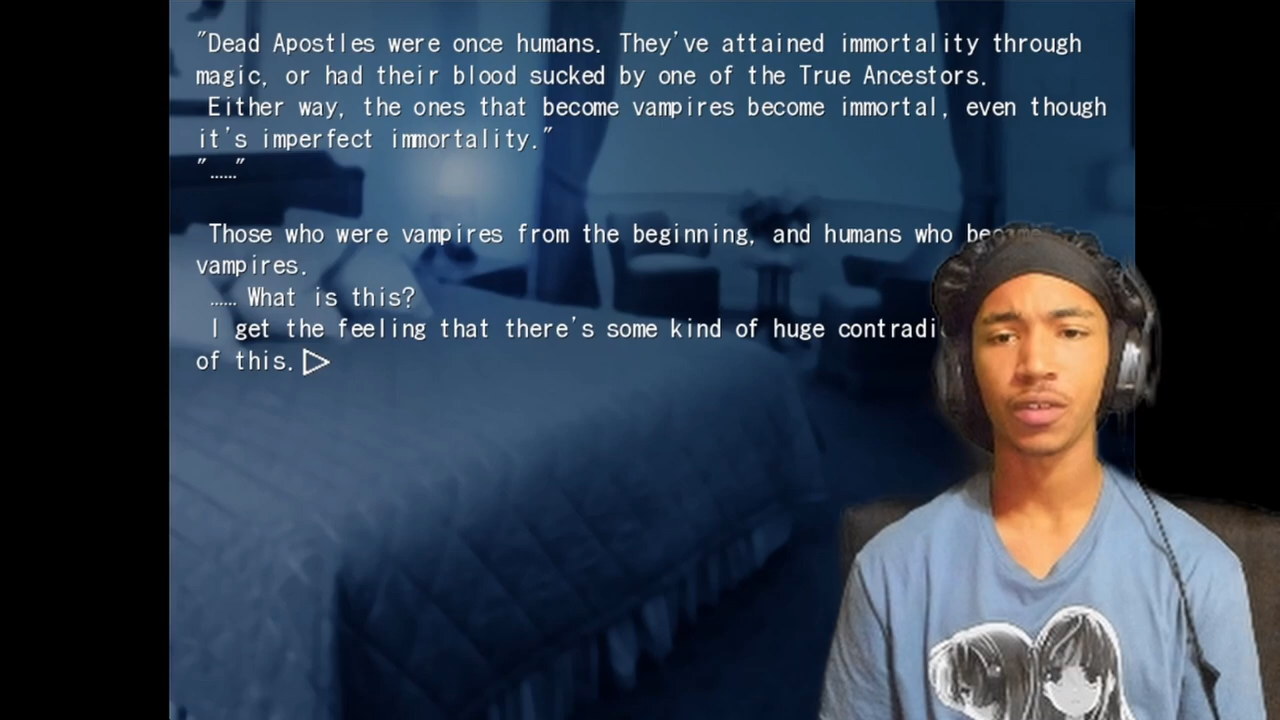 "Dead Apostles were once humans. They've attained immortality through
magic, or had their blood sucked by one of the True Ancestors.
Either way, the ones that become vampires become immortal, even though
it's imperfect immortality."
"……"
Those who were vampires from the beginning, and humans who became
vampires.
…… What is this?
I get the feeling that there's some kind of huge
of this.